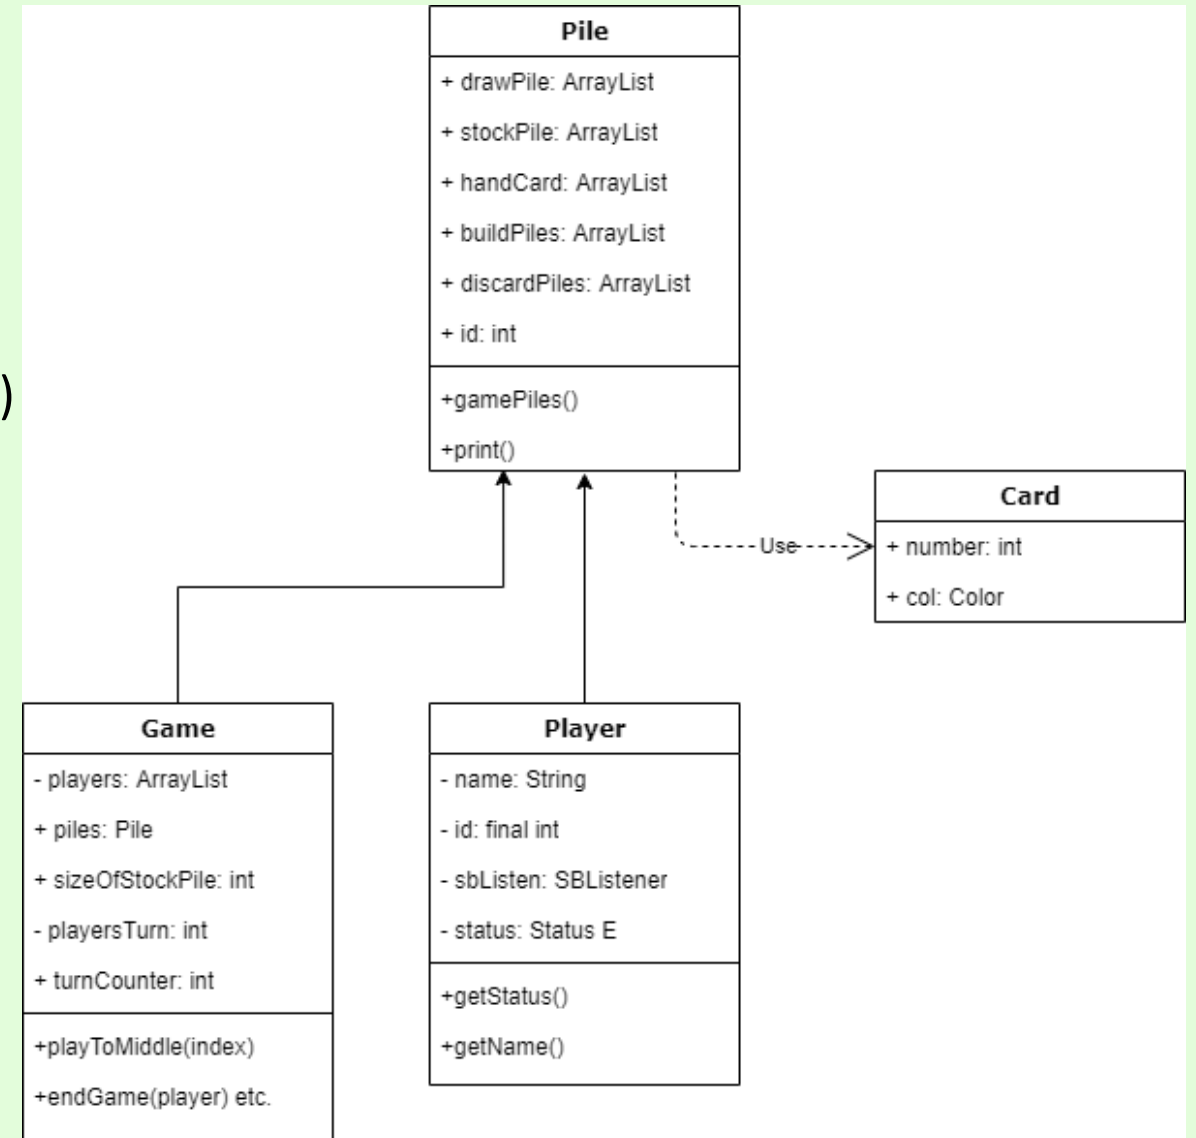 Pile
+ drawPile: ArrayList
+ stockPile: ArrayList
+ handCard: ArrayList
+ buildPiles: ArrayList
+ discardPiles: ArrayList
+ id: int
)
+gamePiles()
+print()
Card
Use
+ number: int
+ col: Color
Game
- players: ArrayList
+ piles: Pile
+ sizeOfStockPile: int
- playersTurn: int
+ turnCounter: int
+playToMiddle(index)
+endGame(player) etc.
Player
- name: String
- id: final int
- sbListen: SBListener
- status: Status E
+getStatus()
+getName()